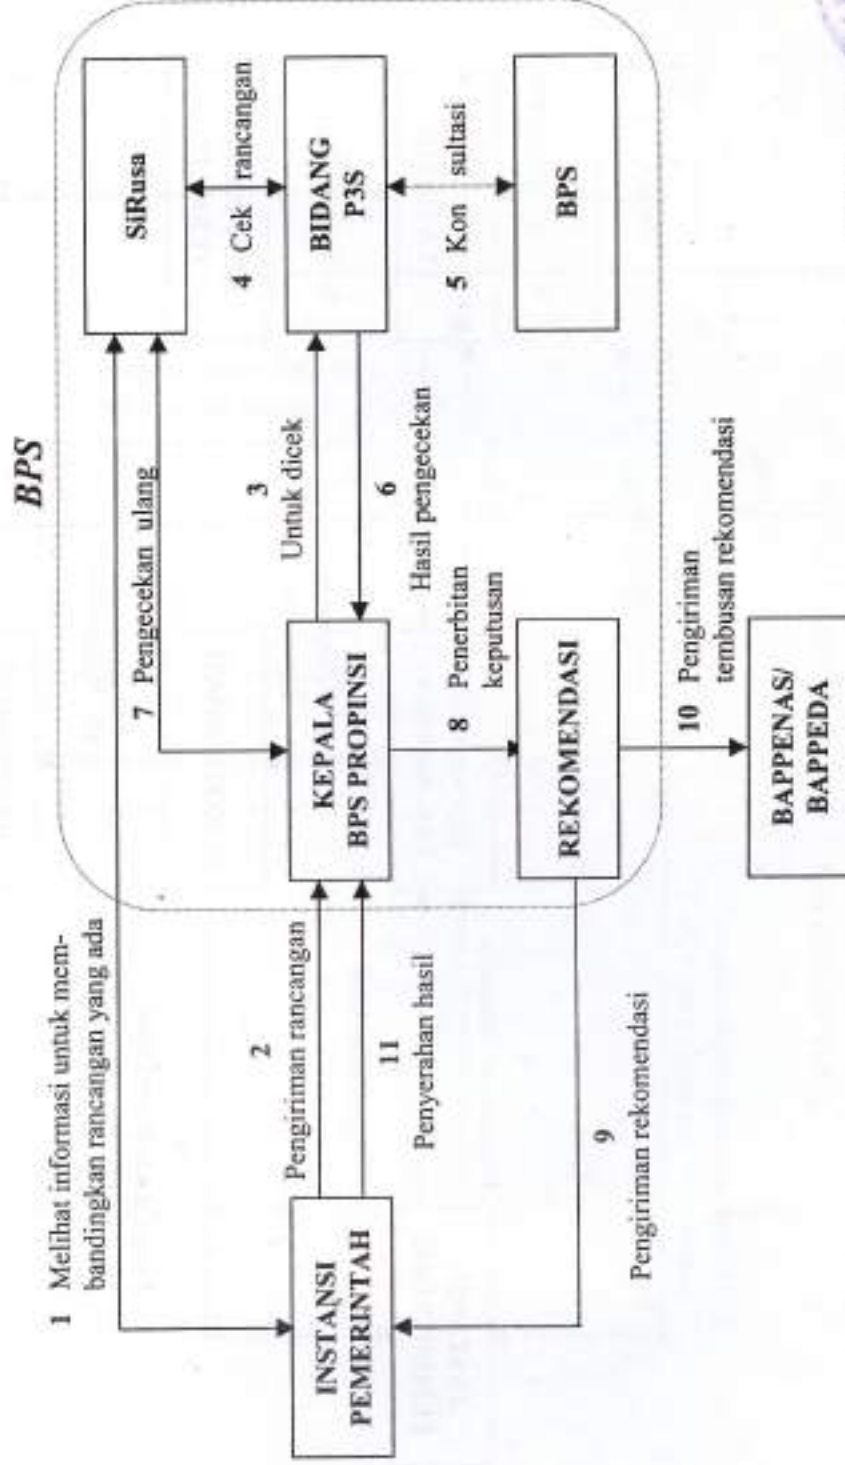 BPS
1 Melihat informasi untuk mem-
bandingkan rancangan yang ada
7 Pengecekan ulang
SiRusa
4 Cek rancangan
2
Pengiriman rancangan
3
Untuk dicek
INSTANSI
PEMERINTAH
KEPALA
BPS PROPINSI
BIDANG
P3S
11
Penyerahan hasil
6
Hasil pengecekan
8 Penerbitan
keputusan
5 Kon sultasi
9
Pengiriman rekomendasi
REKOMENDASI
BPS
10 Pengiriman
tembusan rekomendasi
BAPPENAS/
BAPPEDA